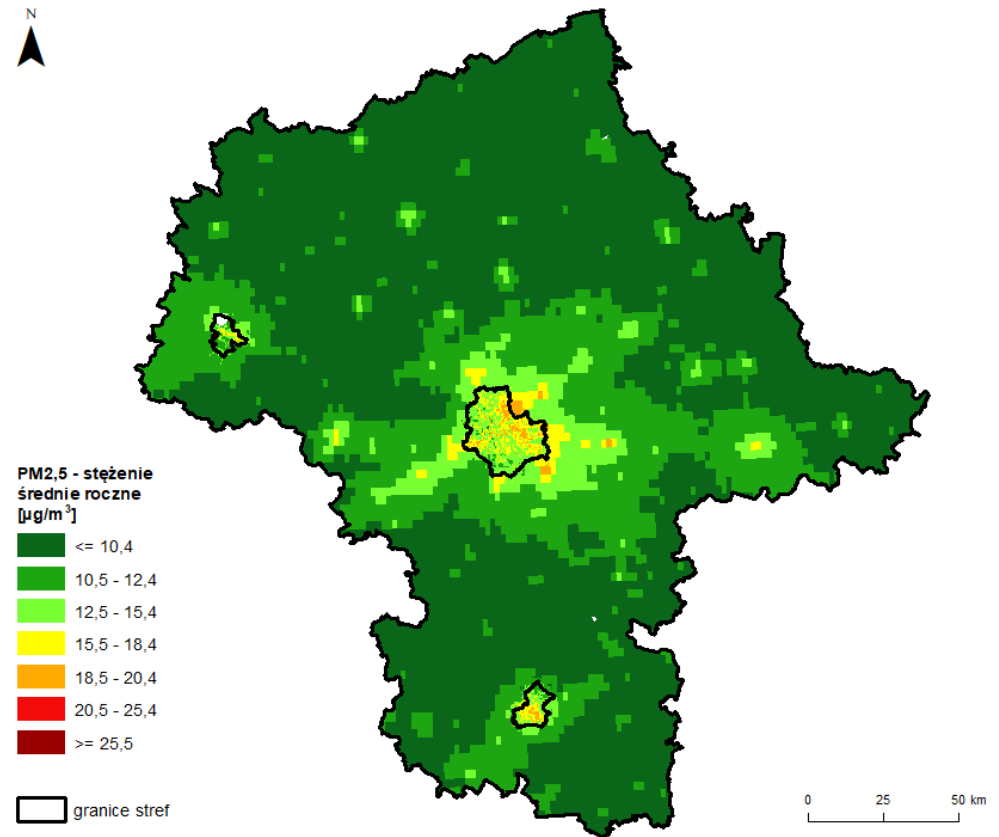 N
PM2,5 - stężenie
średnie roczne
[µg/m³]
<= 10,4
10,5 - 12,4
12,5 - 15,4
15,5 - 18,4
18,5 - 20,4
20,5 - 25,4
>= 25,5
granice stref
0 25 50 km